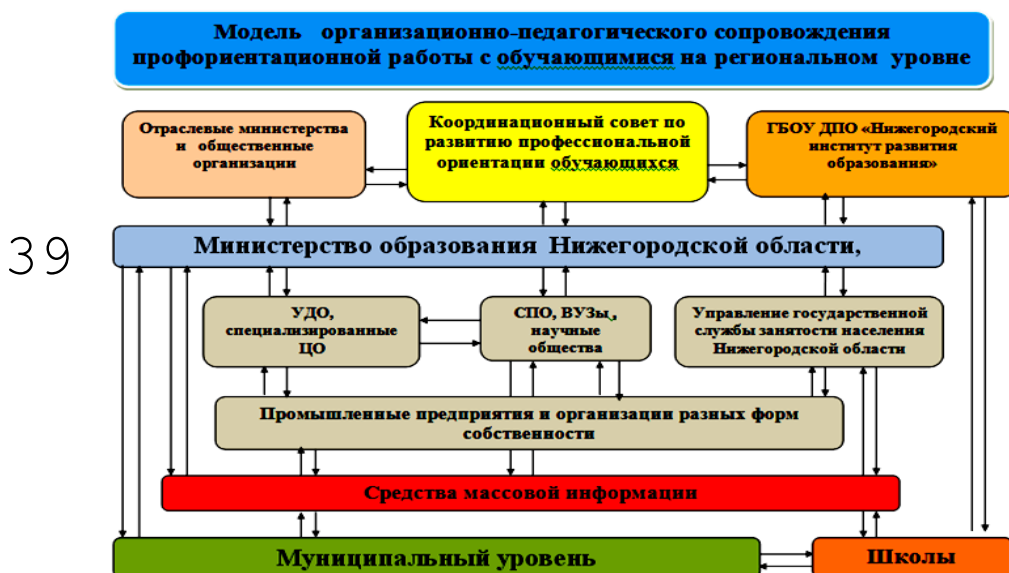 Модель организационно-педагогического сопровождения
профориентационной работы с обучающимися на региональном уровне
Отраслевые министерства
и общественные
организации
Координационный совет по
развитию профессиональной
ориентации обучающихся
ГБОУ ДПО «Нижегородский
институт развития
образования»
39
Министерство образования Нижегородской области,
УДО,
специализированные
ЦО
СПО, ВУЗы,
научные
общества
Управление государственной
службы занятости населения
Нижегородской области
Промышленные предприятия и организации разных форм
собственности
Средства массовой информации
Муниципальный уровень
Школы